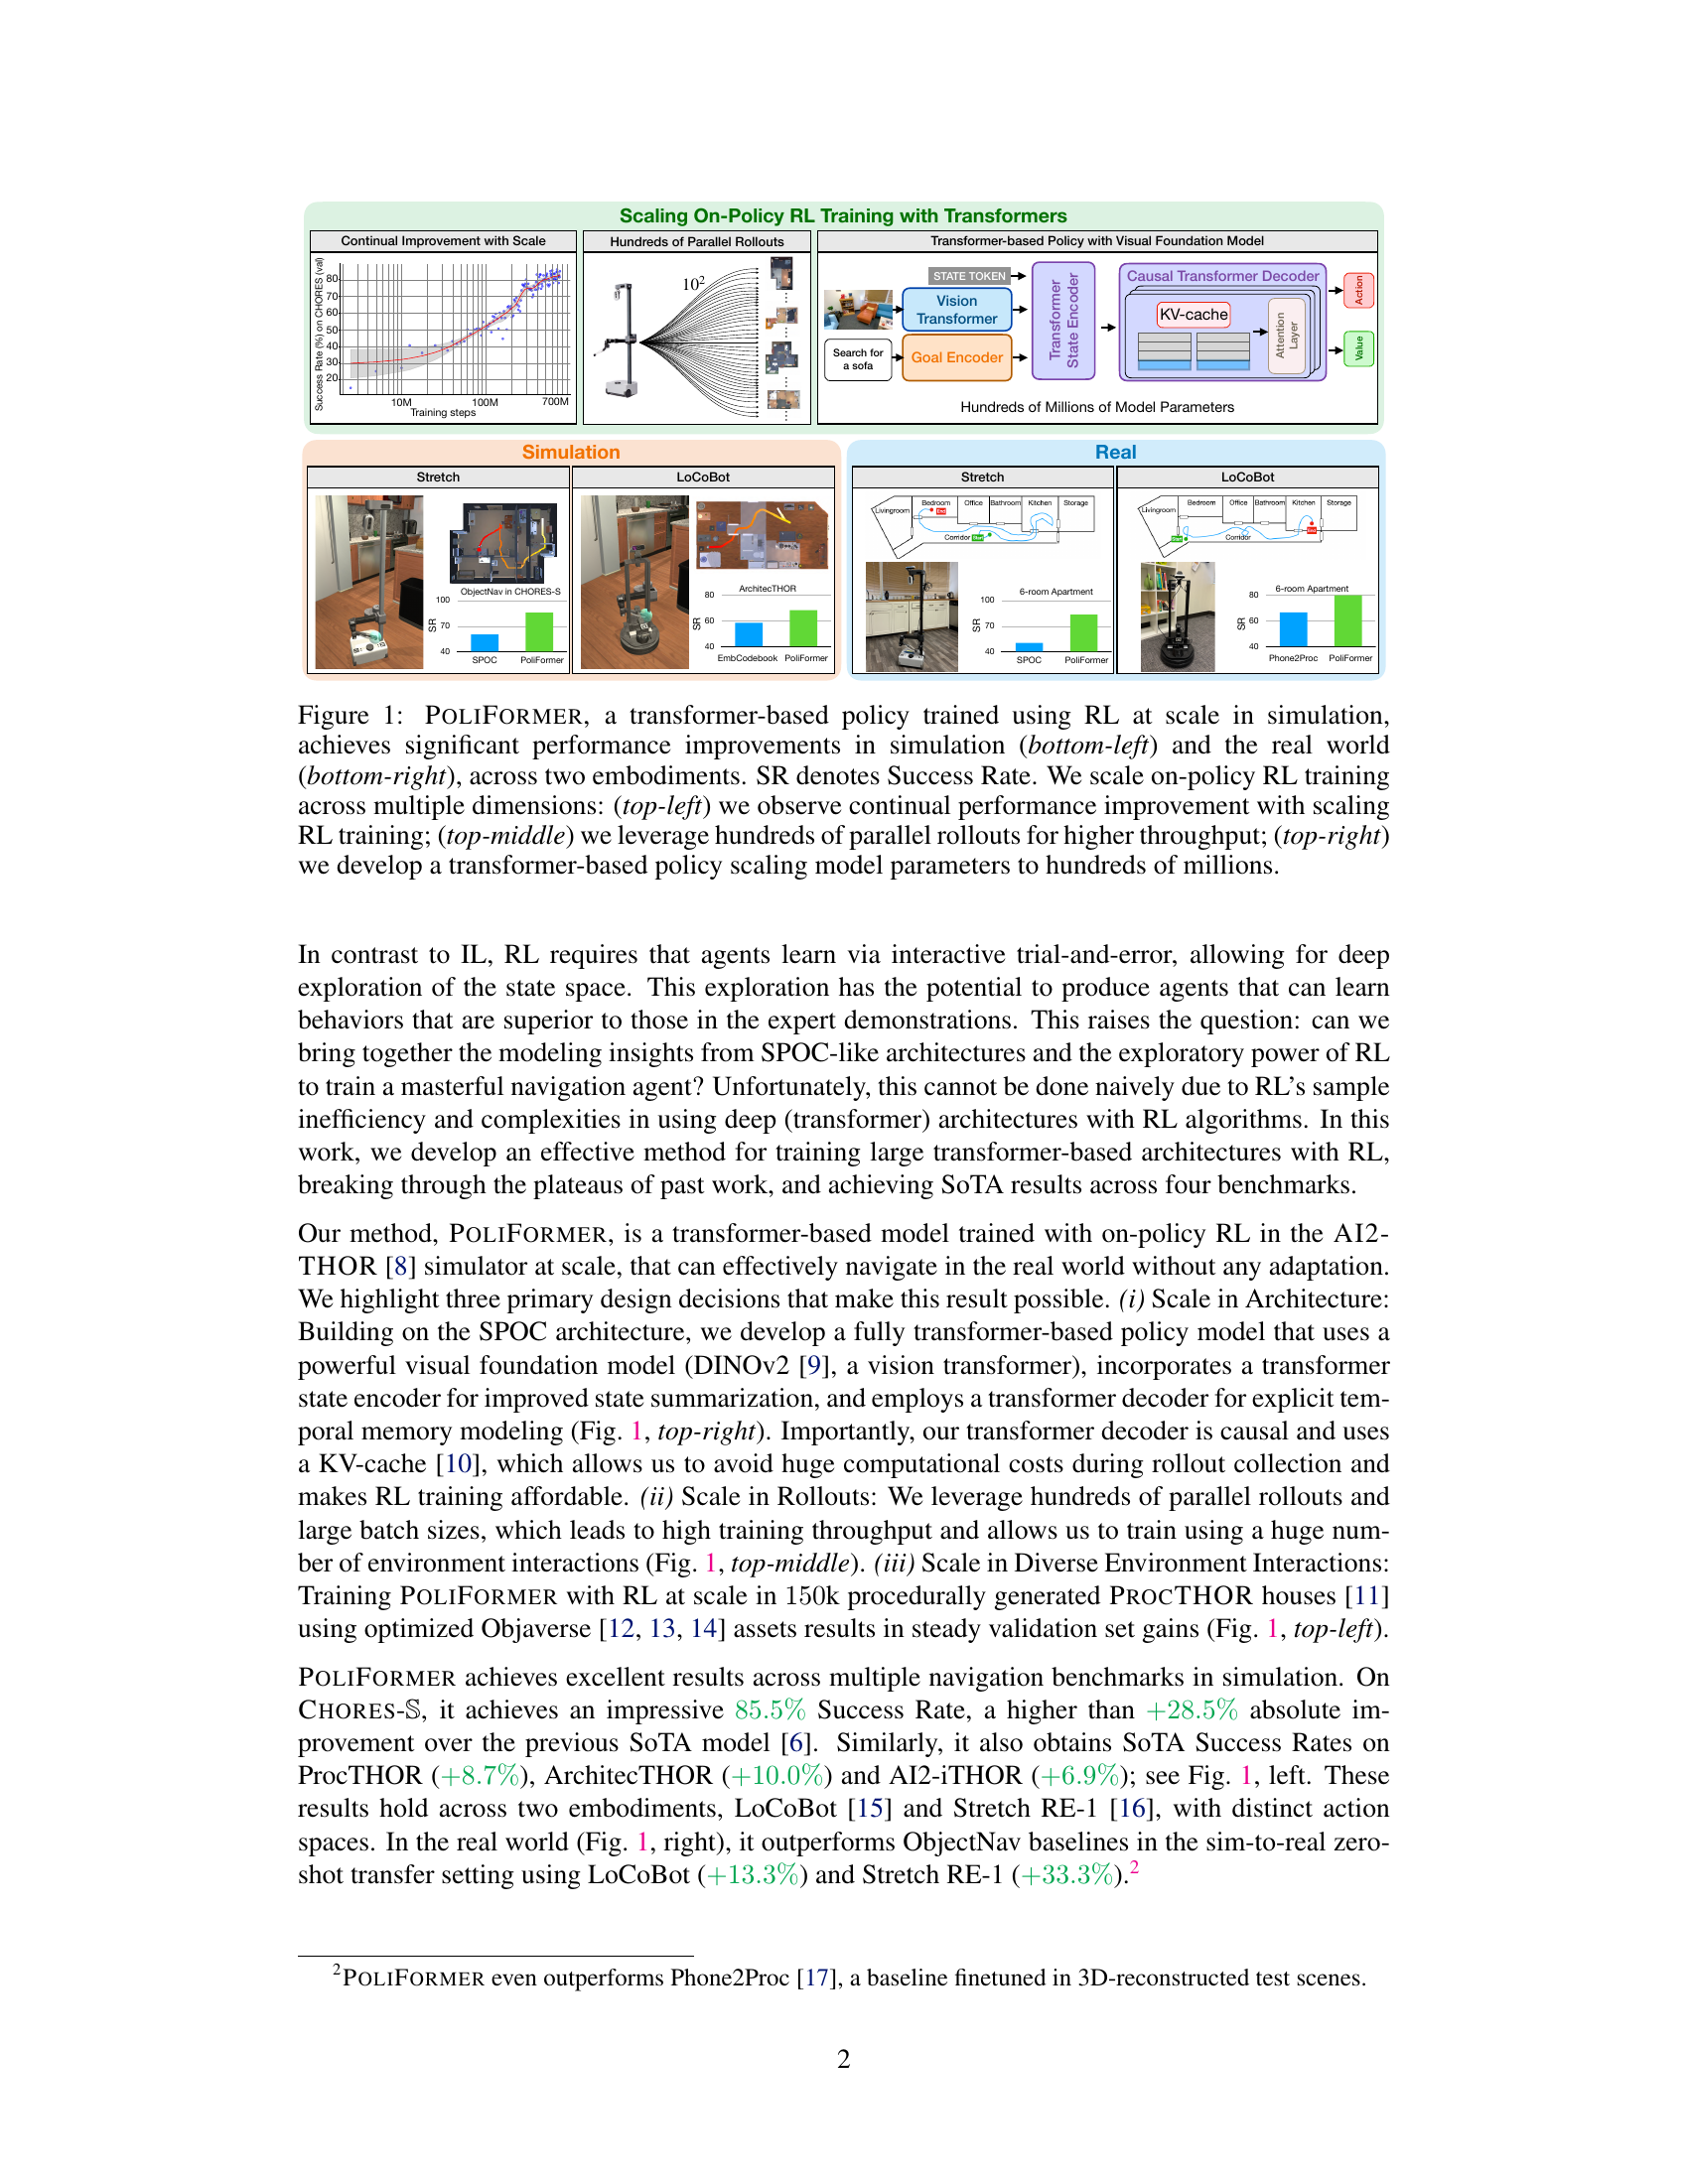 Scaling On-Policy RL Training with Transformers
Continual Improvement with Scale
Success Rate (%) on CHORES (val)
80
70
60
50
40
30
20
10M
100M
700M
Training steps
Hundreds of Parallel Rollouts
10²
Transformer-based Policy with Visual Foundation Model
STATE TOKEN
Vision
Transformer
Search for
a sofa
Goal Encoder
Transformer
State Encoder
Causal Transformer Decoder
KV-cache
Attention
Layer
Action
Value
Hundreds of Millions of Model Parameters
Simulation
Stretch
ObjectNav in CHORES-S
100
70
40
SR
SPOC
PoliFormer
LoCoBot
ArchitecTHOR
80
60
40
SR
EmbCodebook
PoliFormer
Real
Stretch
Livingroom
Bedroom
Office
Bathroom
Kitchen
Storage
Corridor
Start
End
6-room Apartment
100
70
40
SR
SPOC
PoliFormer
LoCoBot
Livingroom
Bedroom
Office
Bathroom
Kitchen
Storage
Corridor
Start
End
6-room Apartment
80
60
40
SR
Phone2Proc
PoliFormer
Figure 1: POLIFORMER, a transformer-based policy trained using RL at scale in simulation,
achieves significant performance improvements in simulation (bottom-left) and the real world
(bottom-right), across two embodiments. SR denotes Success Rate. We scale on-policy RL training
across multiple dimensions: (top-left) we observe continual performance improvement with scaling
RL training; (top-middle) we leverage hundreds of parallel rollouts for higher throughput; (top-right)
we develop a transformer-based policy scaling model parameters to hundreds of millions.
In contrast to IL, RL requires that agents learn via interactive trial-and-error, allowing for deep
exploration of the state space. This exploration has the potential to produce agents that can learn
behaviors that are superior to those in the expert demonstrations. This raises the question: can we
bring together the modeling insights from SPOC-like architectures and the exploratory power of RL
to train a masterful navigation agent? Unfortunately, this cannot be done naively due to RL's sample
inefficiency and complexities in using deep (transformer) architectures with RL algorithms. In this
work, we develop an effective method for training large transformer-based architectures with RL,
breaking through the plateaus of past work, and achieving SoTA results across four benchmarks.
Our method, POLIFORMER, is a transformer-based model trained with on-policy RL in the AI2-
THOR [8] simulator at scale, that can effectively navigate in the real world without any adaptation.
We highlight three primary design decisions that make this result possible. (i) Scale in Architecture:
Building on the SPOC architecture, we develop a fully transformer-based policy model that uses a
powerful visual foundation model (DINOv2 [9], a vision transformer), incorporates a transformer
state encoder for improved state summarization, and employs a transformer decoder for explicit tem-
poral memory modeling (Fig. 1, top-right). Importantly, our transformer decoder is causal and uses
a KV-cache [10], which allows us to avoid huge computational costs during rollout collection and
makes RL training affordable. (ii) Scale in Rollouts: We leverage hundreds of parallel rollouts and
large batch sizes, which leads to high training throughput and allows us to train using a huge num-
ber of environment interactions (Fig. 1, top-middle). (iii) Scale in Diverse Environment Interactions:
Training POLIFORMER with RL at scale in 150k procedurally generated PROCTHOR houses [11]
using optimized Objaverse [12, 13, 14] assets results in steady validation set gains (Fig. 1, top-left).
POLIFORMER achieves excellent results across multiple navigation benchmarks in simulation. On
CHORES-𝕊, it achieves an impressive 85.5% Success Rate, a higher than +28.5% absolute im-
provement over the previous SoTA model [6]. Similarly, it also obtains SoTA Success Rates on
ProcTHOR (+8.7%), ArchitecTHOR (+10.0%) and AI2-iTHOR (+6.9%); see Fig. 1, left. These
results hold across two embodiments, LoCoBot [15] and Stretch RE-1 [16], with distinct action
spaces. In the real world (Fig. 1, right), it outperforms ObjectNav baselines in the sim-to-real zero-
shot transfer setting using LoCoBot (+13.3%) and Stretch RE-1 (+33.3%).²
²POLIFORMER even outperforms Phone2Proc [17], a baseline finetuned in 3D-reconstructed test scenes.
2